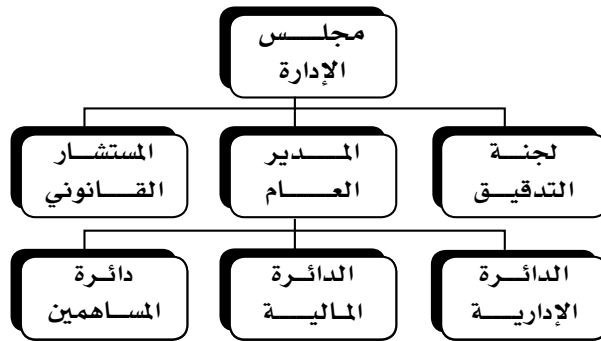 مجلس
الإدارة
لجنة
التدقيق
المدير
العام
المستشار
القانوني
الدائرة
الإدارية
الدائرة
المالية
دائرة
المساهمين